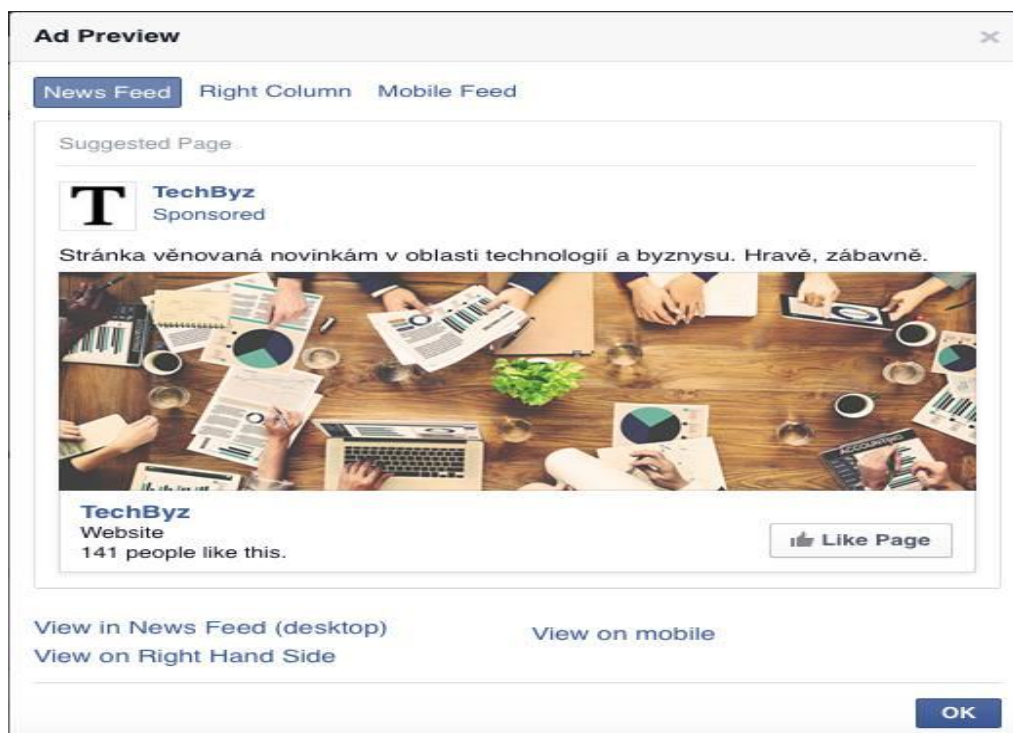 Ad Preview
News Feed Right Column Mobile Feed
Suggested Page
T
TechByz
Sponsored
Stránka věnovaná novinkám v oblasti technologií a byznysu. Hravě, zábavně.
ACCOUNTING
TechByz
Website
141 people like this.
Like Page
View in News Feed (desktop)
View on mobile
View on Right Hand Side
OK